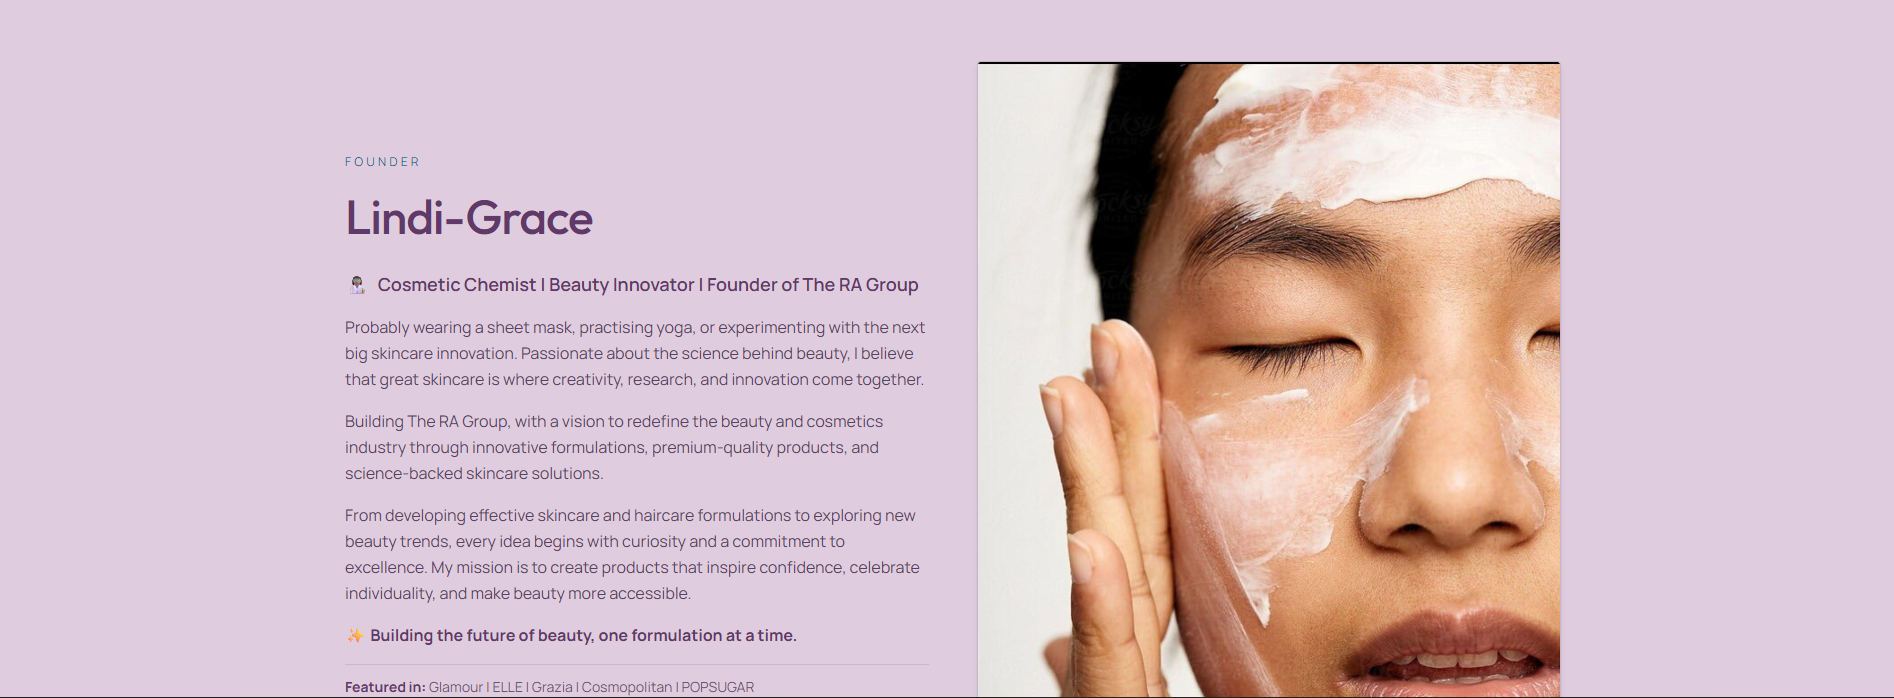 FOUNDER
Lindi-Grace
Cosmetic Chemist | Beauty Innovator | Founder of The RA Group
Probably wearing a sheet mask, practising yoga, or experimenting with the next
big skincare innovation. Passionate about the science behind beauty, I believe
that great skincare is where creativity, research, and innovation come together.
Building The RA Group, with a vision to redefine the beauty and cosmetics
industry through innovative formulations, premium-quality products, and
science-backed skincare solutions.
From developing effective skincare and haircare formulations to exploring new
beauty trends, every idea begins with curiosity and a commitment to
excellence. My mission is to create products that inspire confidence, celebrate
individuality, and make beauty more accessible.
✨ Building the future of beauty, one formulation at a time.
Featured in: Glamour | ELLE | Grazia | Cosmopolitan | POPSUGAR